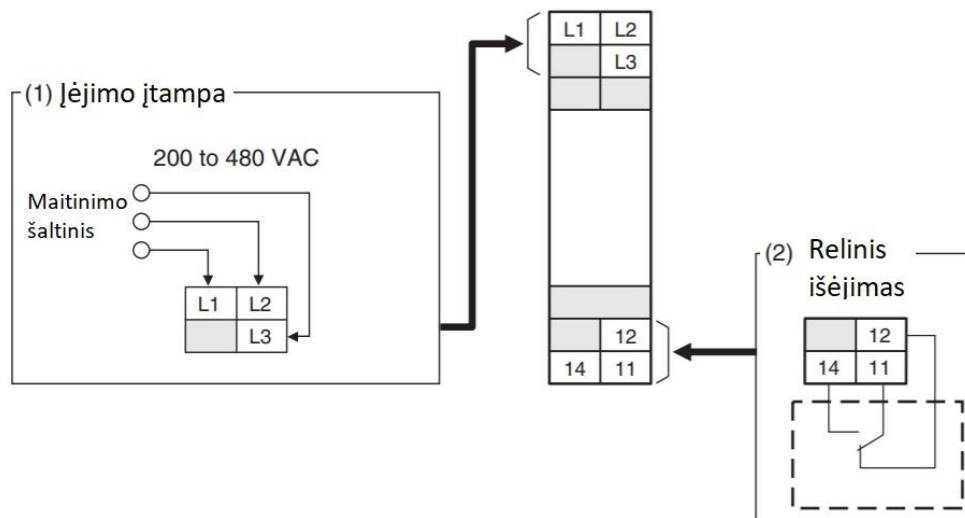 (1) Įėjimo įtampa
200 to 480 VAC
Maitinimo
šaltinis
L1 L2
L3
L1 L2
L3
12
14 11
(2) Relinis
išėjimas
12
14 11